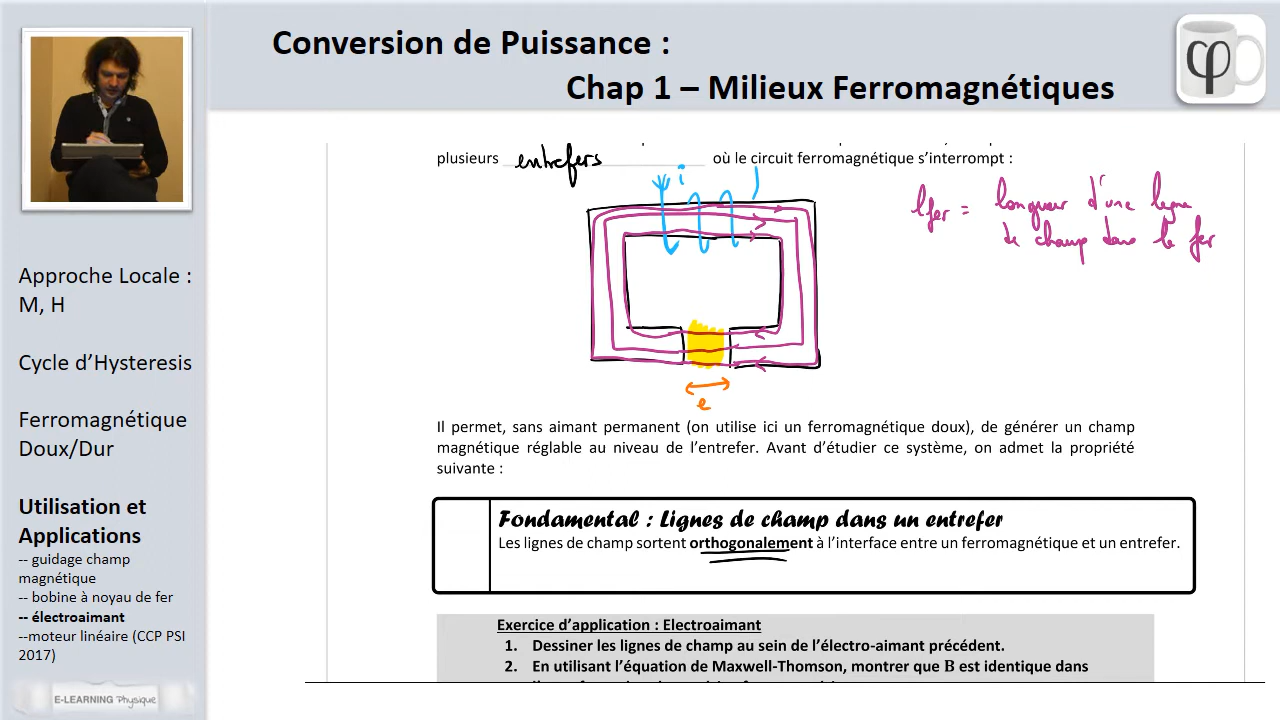 Conversion de Puissance :
Chap 1 – Milieux Ferromagnétiques
φ
Approche Locale :
M, H
Cycle d’Hysteresis
Ferromagnétique
Doux/Dur
Utilisation et
Applications
-- guidage champ
magnétique
-- bobine à noyau de fer
-- électroaimant
--moteur linéaire (CCP PSI
2017)
E-LEARNING Physique
plusieurs entrefers où le circuit ferromagnétique s’interrompt :
i
lfer = longueur d'une ligne
de champ dans le fer
e
Il permet, sans aimant permanent (on utilise ici un ferromagnétique doux), de générer un champ
magnétique réglable au niveau de l’entrefer. Avant d’étudier ce système, on admet la propriété
suivante :
Fondamental : Lignes de champ dans un entrefer
Les lignes de champ sortent orthogonalement à l’interface entre un ferromagnétique et un entrefer.
Exercice d’application : Electroaimant
1. Dessiner les lignes de champ au sein de l’électro-aimant précédent.
2. En utilisant l’équation de Maxwell-Thomson, montrer que B est identique dans